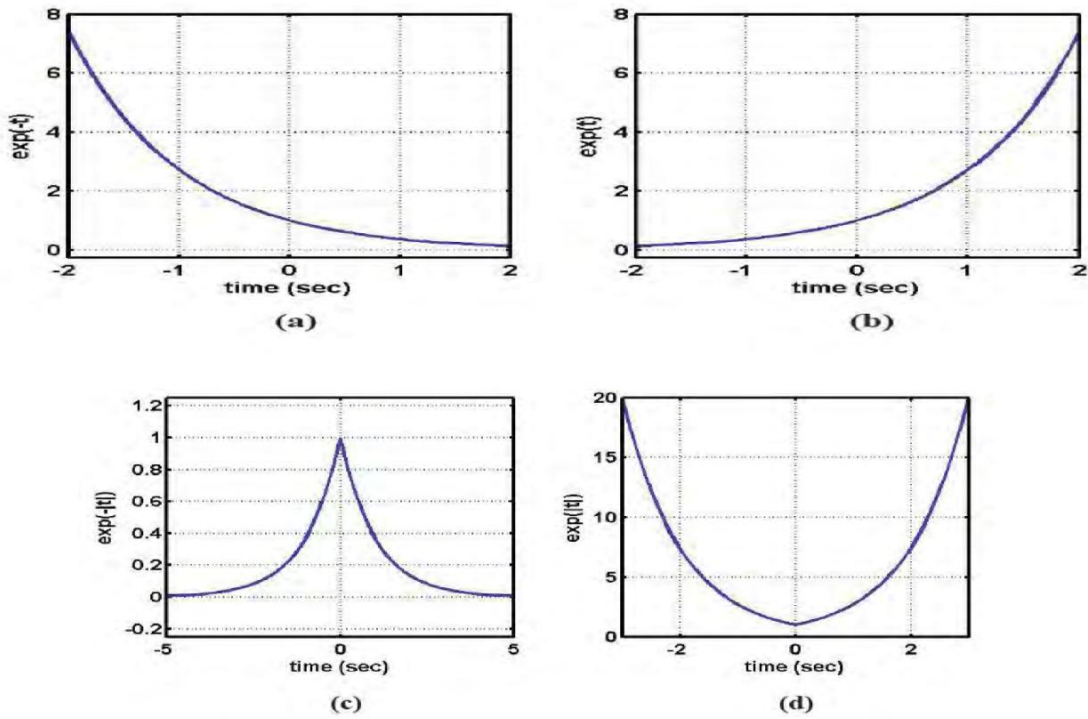 8
6
4
2
0
exp(-t)
-2 -1 0 1 2
time (sec)
(a)
8
6
4
2
0
exp(t)
-2 -1 0 1 2
time (sec)
(b)
1.2
1
0.8
0.6
0.4
0.2
0
-0.2
exp(-|t|)
-5 0 5
time (sec)
(c)
20
15
10
5
0
exp(|t|)
-2 0 2
time (sec)
(d)